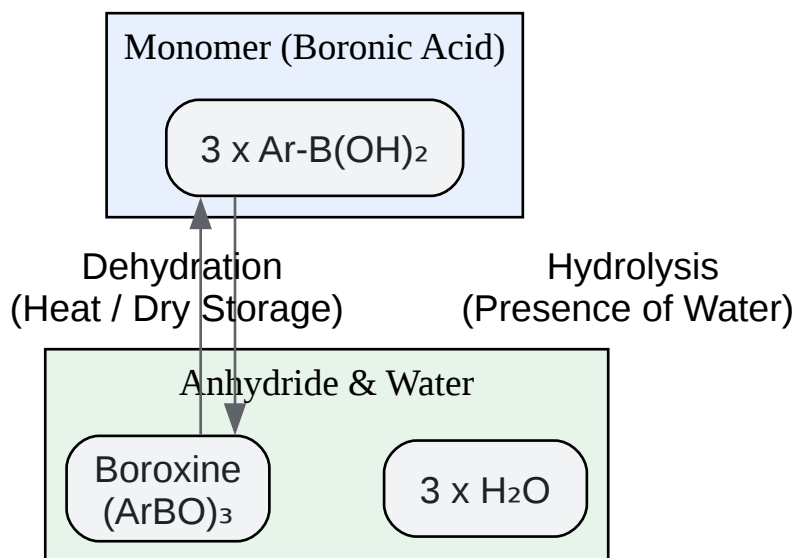 Monomer (Boronic Acid)
3 x Ar-B(OH)₂
Dehydration
(Heat / Dry Storage)
Hydrolysis
(Presence of Water)
Anhydride & Water
Boroxine
(ArBO)₃
3 x H₂O